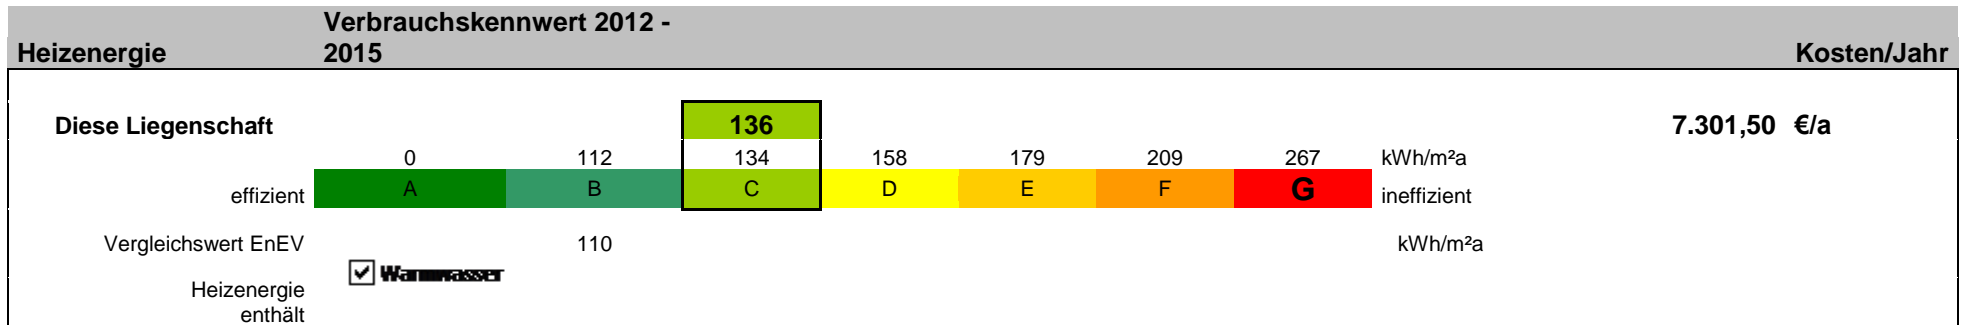 Verbrauchskennwert 2012 -
Heizenergie 2015 Kosten/Jahr
Diese Liegenschaft 136 7.301,50 €/a
0 112 134 158 179 209 267 kWh/m²a
effizient A B C D E F G ineffizient
Vergleichswert EnEV 110 kWh/m²a
Warmwasser
Heizenergie
enthält